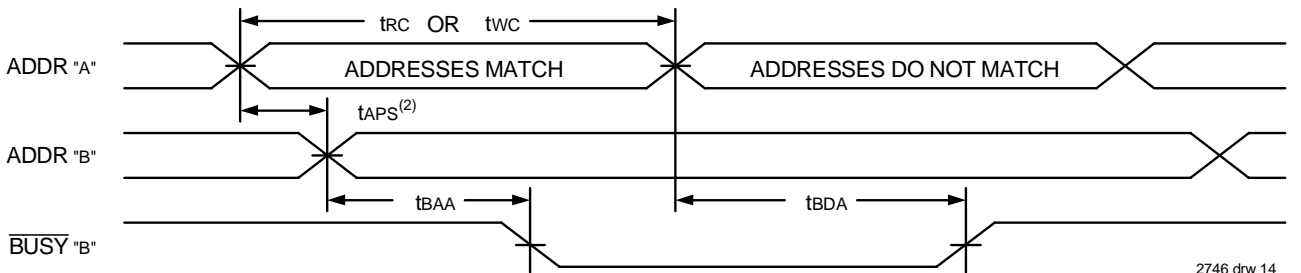 tRC OR tWC
ADDR "A"
ADDRESSES MATCH
ADDRESSES DO NOT MATCH
tAPS(2)
ADDR "B"
tBAA
tBDA
BUSY "B"
2746 drw 14